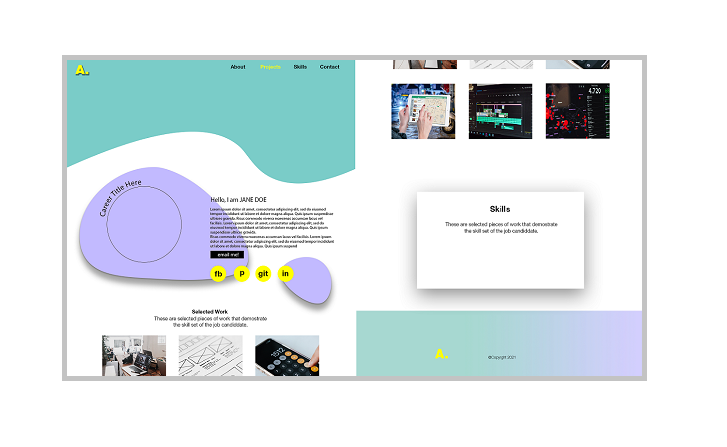 A.
About Projects Skills Contact
Career Title Here
Hello, I am JANE DOE
Lorem ipsum dolor sit amet, consectetur adipiscing elit, sed do eiusmod
tempor incididunt ut labore et dolore magna aliqua. Quis ipsum suspendisse
ultrices gravida. Risus commodo viverra maecenas accumsan lacus vel
facilisis. Lorem ipsum dolor sit amet, consectetur adipiscing elit, sed do
eiusmod tempor incididunt ut labore et dolore magna aliqua. Quis ipsum
suspendisse ultrices gravida.
Risus commodo viverra maecenas accumsan lacus vel facilisis. Lorem ipsum
dolor sit amet, consectetur adipiscing elit, sed do eiusmod tempor incididunt
ut labore et dolore magna aliqua. Quis ipsum suspend
email me!
fb P git in
Selected Work
These are selected pieces of work that demostrate
the skill set of the job candiddate.
1512
4,720
Skills
These are selected pieces of work that demostrate
the skill set of the job candiddate.
A.
©Copyright 2021